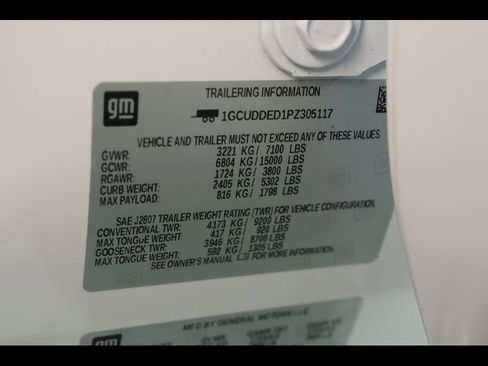 gm
TRAILERING INFORMATION
1GCUDDED1PZ305117
VEHICLE AND TRAILER MUST NOT EXCEED ANY OF THESE VALUES
GVWR: 3221 KG / 7100 LBS
GCWR: 6804 KG / 15000 LBS
RGAWR: 1724 KG / 3800 LBS
CURB WEIGHT: 2405 KG / 5302 LBS
MAX PAYLOAD: 816 KG / 1798 LBS
SAE J2807 TRAILER WEIGHT RATING (TWR) FOR VEHICLE CONFIGURATION
CONVENTIONAL TWR: 4173 KG / 9200 LBS
MAX TONGUE WEIGHT: 417 KG / 920 LBS
GOOSENECK TWR: 3946 KG / 8700 LBS
MAX TONGUE WEIGHT: 592 KG / 1305 LBS
SEE OWNER'S MANUAL FOR MORE INFORMATION
gm
MFD BY GENERAL MOTORS LLC